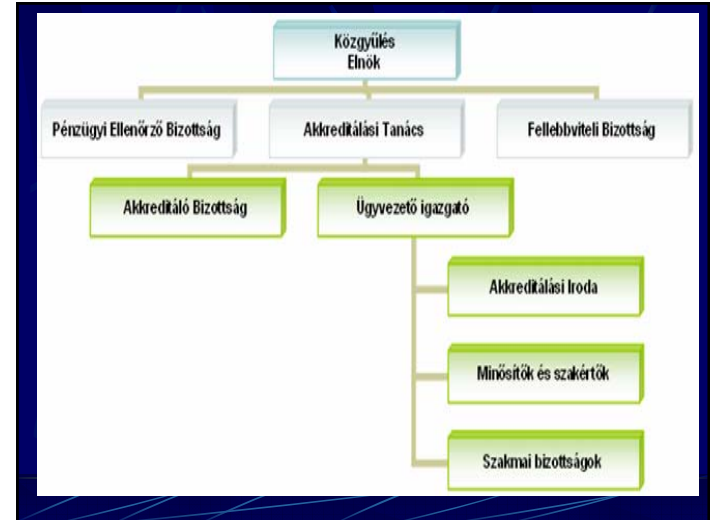 Közgyűlés
Elnök
Pénzügyi Ellenőrző Bizottság
Akkreditálási Tanács
Fellebbviteli Bizottság
Akkreditáló Bizottság
Ügyvezető igazgató
Akkreditálási Iroda
Minősítők és szakértők
Szakmai bizottságok